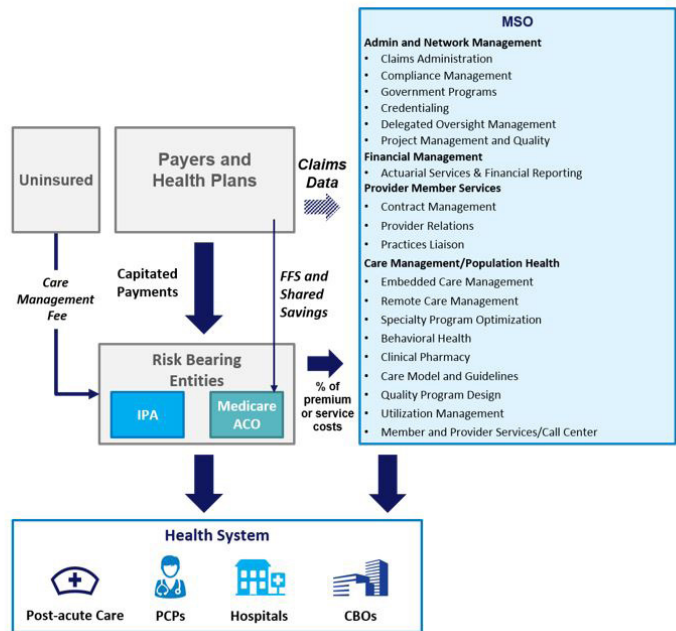 MSO
Admin and Network Management
• Claims Administration
• Compliance Management
• Government Programs
• Credentialing
• Delegated Oversight Management
• Project Management and Quality
Financial Management
• Actuarial Services & Financial Reporting
Provider Member Services
• Contract Management
• Provider Relations
• Practices Liaison
Care Management/Population Health
• Embedded Care Management
• Remote Care Management
• Specialty Program Optimization
• Behavioral Health
• Clinical Pharmacy
• Care Model and Guidelines
• Quality Program Design
• Utilization Management
• Member and Provider Services/Call Center
Uninsured
Payers and
Health Plans
Claims
Data
Care
Management
Fee
Capitated
Payments
FFS and
Shared
Savings
Risk Bearing
Entities
IPA
Medicare
ACO
% of
premium
or service
costs
Health System
Post-acute Care
PCPs
Hospitals
CBOs